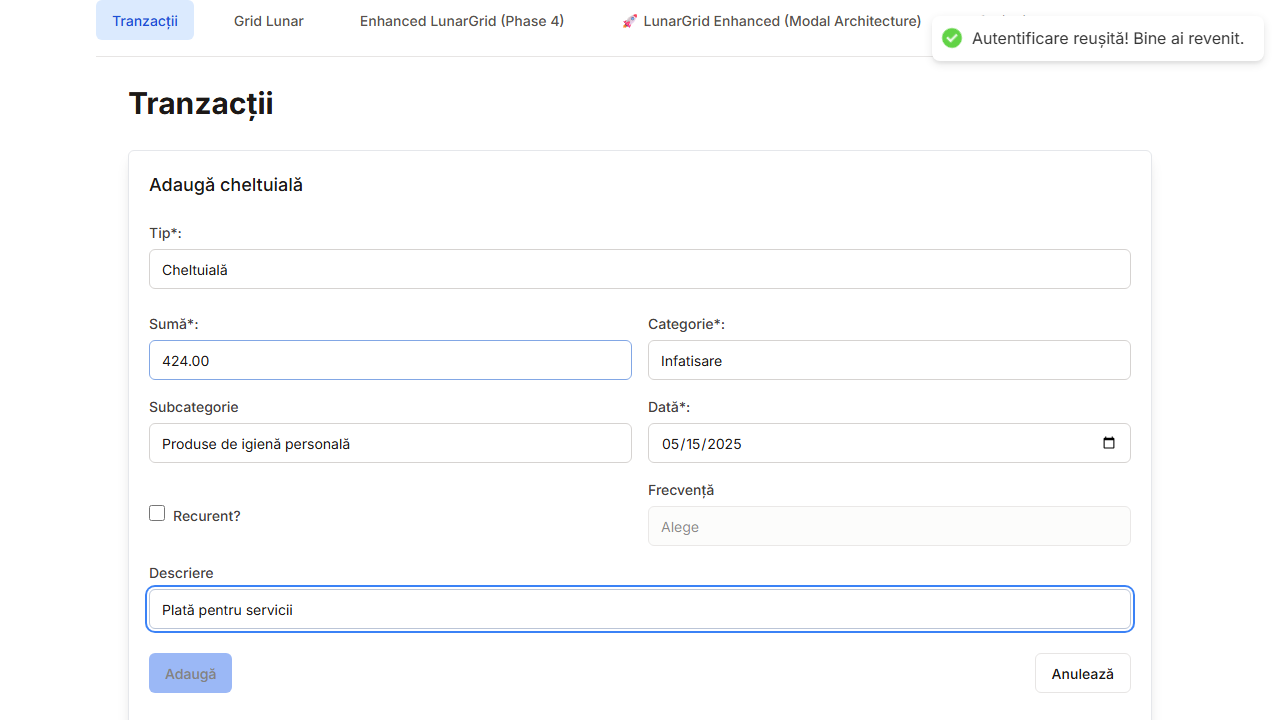 Tranzacții
Grid Lunar
Enhanced LunarGrid (Phase 4)
🚀 LunarGrid Enhanced (Modal Architecture)
Autentificare reușită! Bine ai revenit.
Tranzacții
Adaugă cheltuială
Tip*:
Cheltuială
Sumă*:
Categorie*:
424.00
Infatisare
Subcategorie
Dată*:
Produse de igienă personală
05/15/2025
Recurent?
Frecvență
Alege
Descriere
Plată pentru servicii
Adaugă
Anulează